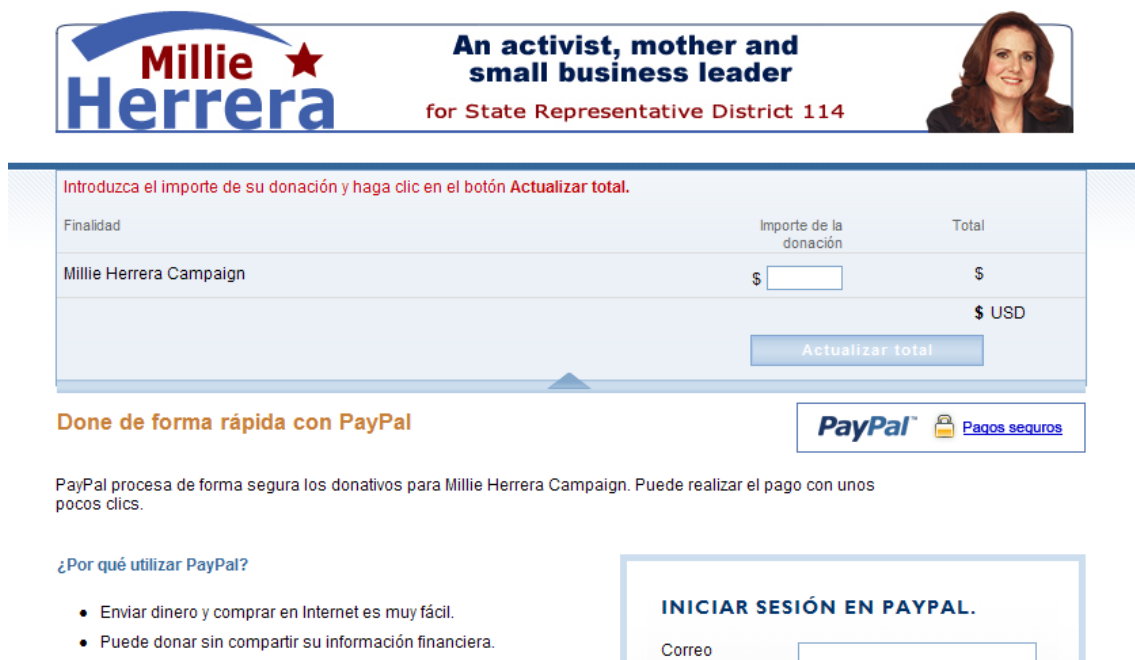 Millie
Herrera
An activist, mother and
small business leader
for State Representative District 114
Introduzca el importe de su donación y haga clic en el botón Actualizar total.
Finalidad
Importe de la
donación
Total
Millie Herrera Campaign
$
$
$ USD
Actualizar total
Done de forma rápida con PayPal
PayPal™ Pagos seguros
PayPal procesa de forma segura los donativos para Millie Herrera Campaign. Puede realizar el pago con unos
pocos clics.
¿Por qué utilizar PayPal?
• Enviar dinero y comprar en Internet es muy fácil.
• Puede donar sin compartir su información financiera.
INICIAR SESIÓN EN PAYPAL.
Correo